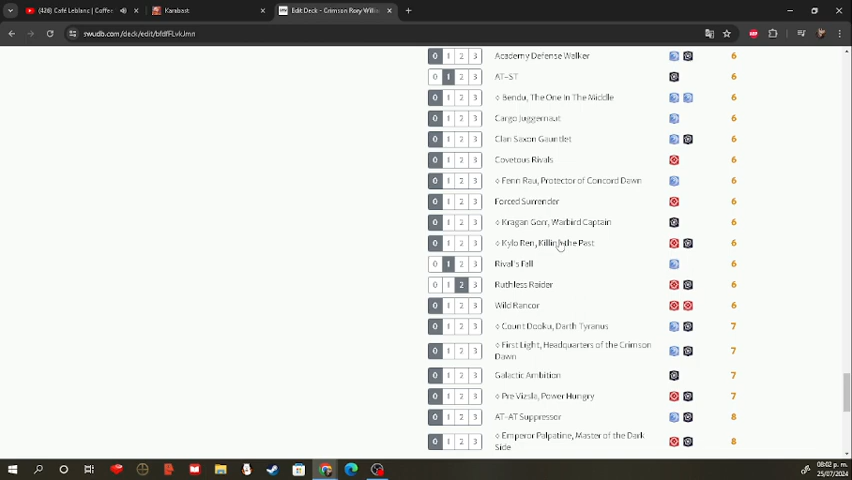 (428) Café Leblanc | Coffee
Karabast
Edit Deck - Crimson Rory Willia
swudb.com/deck/edit/bfdfFLvkJmn
0 1 2 3 Academy Defense Walker 6
0 1 2 3 AT-ST 6
0 1 2 3 Bendu, The One In The Middle 6
0 1 2 3 Cargo Juggernaut 6
0 1 2 3 Clan Saxon Gauntlet 6
0 1 2 3 Covetous Rivals 6
0 1 2 3 Fenn Rau, Protector of Concord Dawn 6
0 1 2 3 Forced Surrender 6
0 1 2 3 Kragan Gorr, Warbird Captain 6
0 1 2 3 Kylo Ren, Killing the Past 6
0 1 2 3 Rival's Fall 6
0 1 2 3 Ruthless Raider 6
0 1 2 3 Wild Rancor 6
0 1 2 3 Count Dooku, Darth Tyranus 7
0 1 2 3 First Light, Headquarters of the Crimson
Dawn 7
0 1 2 3 Galactic Ambition 7
0 1 2 3 Pre Vizsla, Power Hungry 7
0 1 2 3 AT-AT Suppressor 8
0 1 2 3 Emperor Palpatine, Master of the Dark
Side 8
08:02 p. m.
25/07/2024